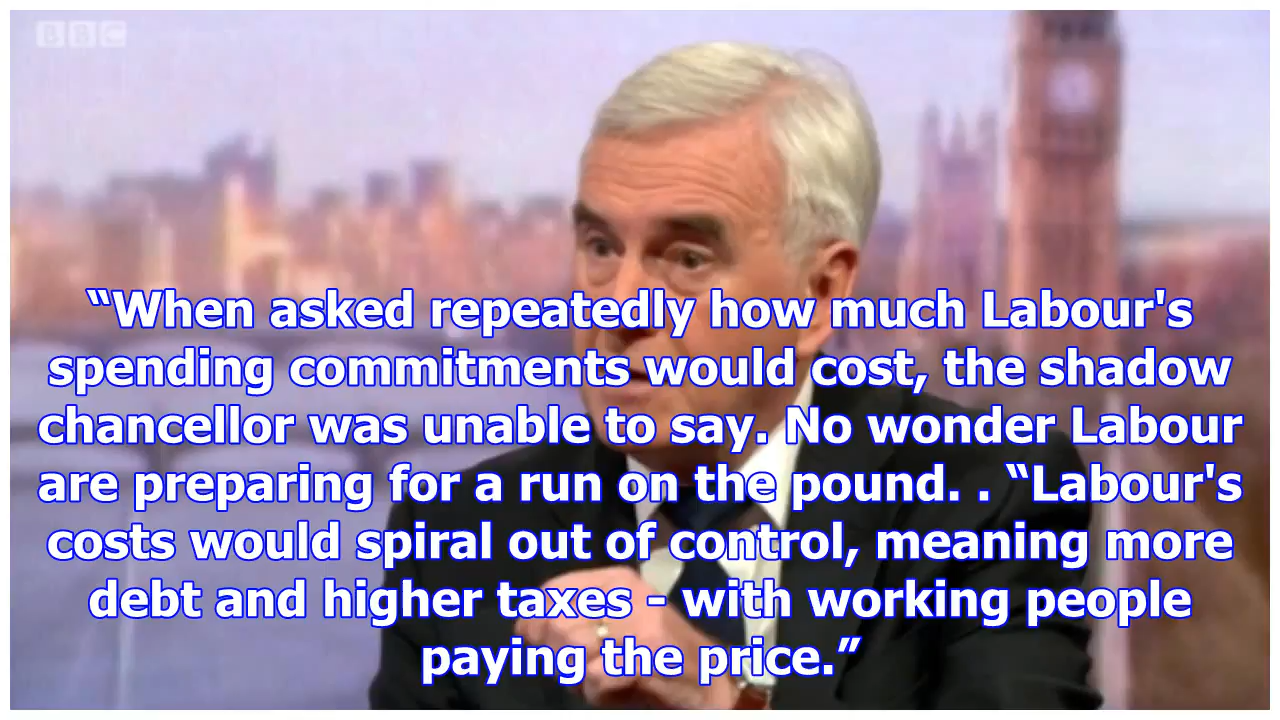 BBC
“When asked repeatedly how much Labour's
spending commitments would cost, the shadow
chancellor was unable to say. No wonder Labour
are preparing for a run on the pound. . “Labour's
costs would spiral out of control, meaning more
debt and higher taxes - with working people
paying the price.”